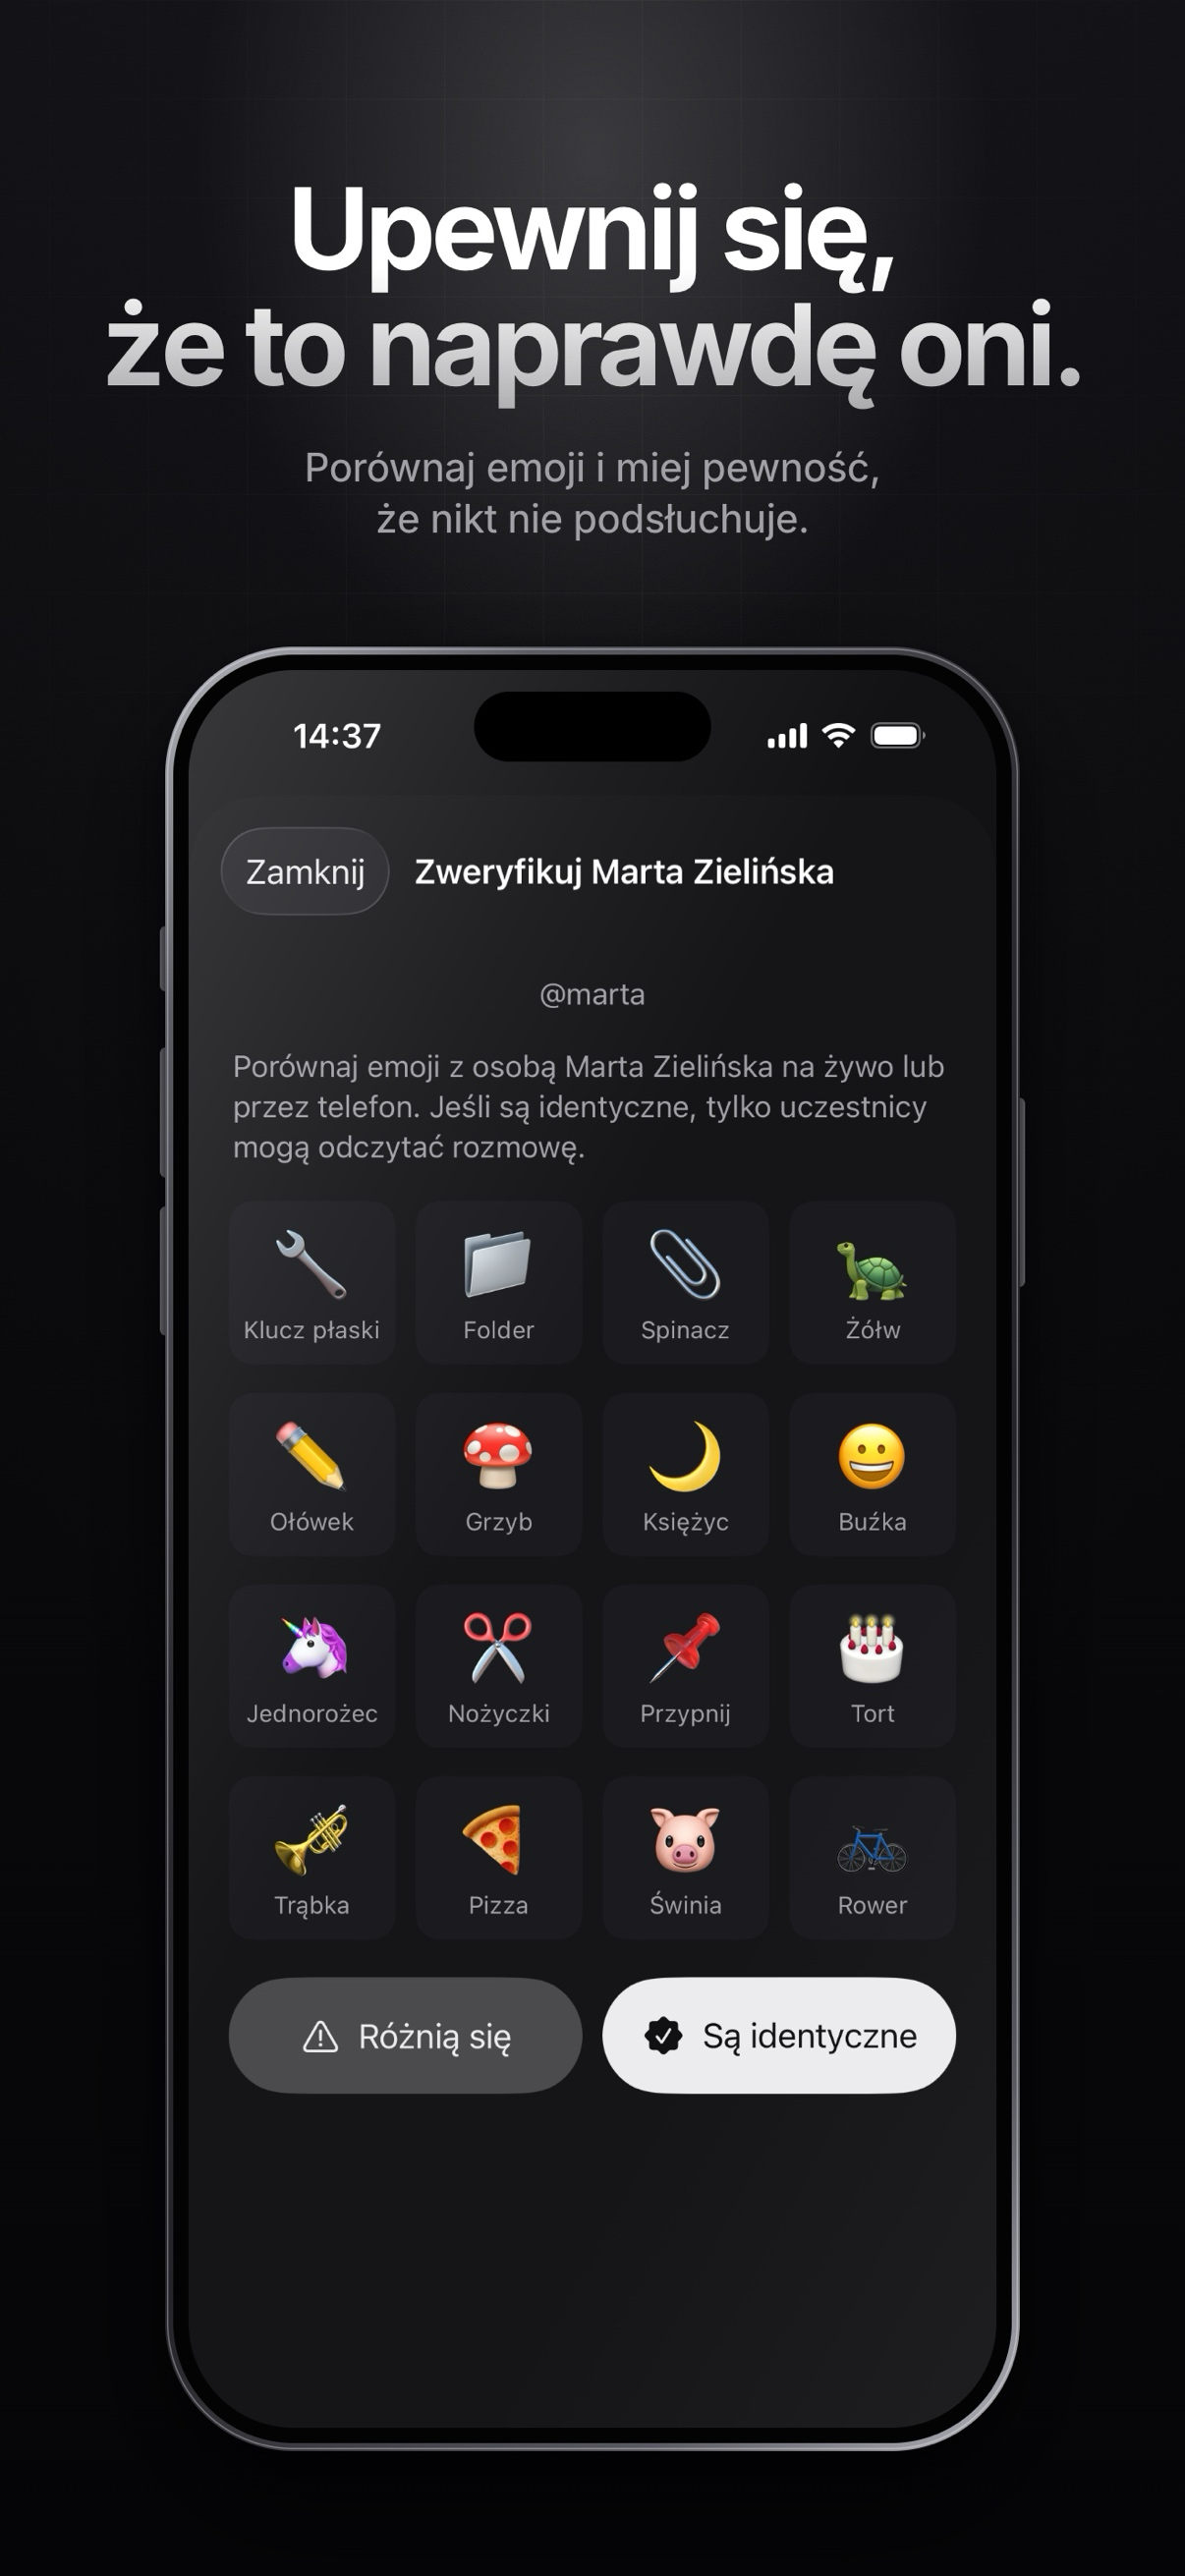 Upewnij się,
że to naprawdę oni.
Porównaj emoji i miej pewność,
że nikt nie podsłuchuje.
14:37
Zamknij
Zweryfikuj Marta Zielińska
@marta
Porównaj emoji z osobą Marta Zielińska na żywo lub
przez telefon. Jeśli są identyczne, tylko uczestnicy
mogą odczytać rozmowę.
Klucz płaski
Folder
Spinacz
Żółw
Ołówek
Grzyb
Księżyc
Buźka
Jednorożec
Nożyczki
Przypnij
Tort
Trąbka
Pizza
Świnia
Rower
Różnią się
Są identyczne